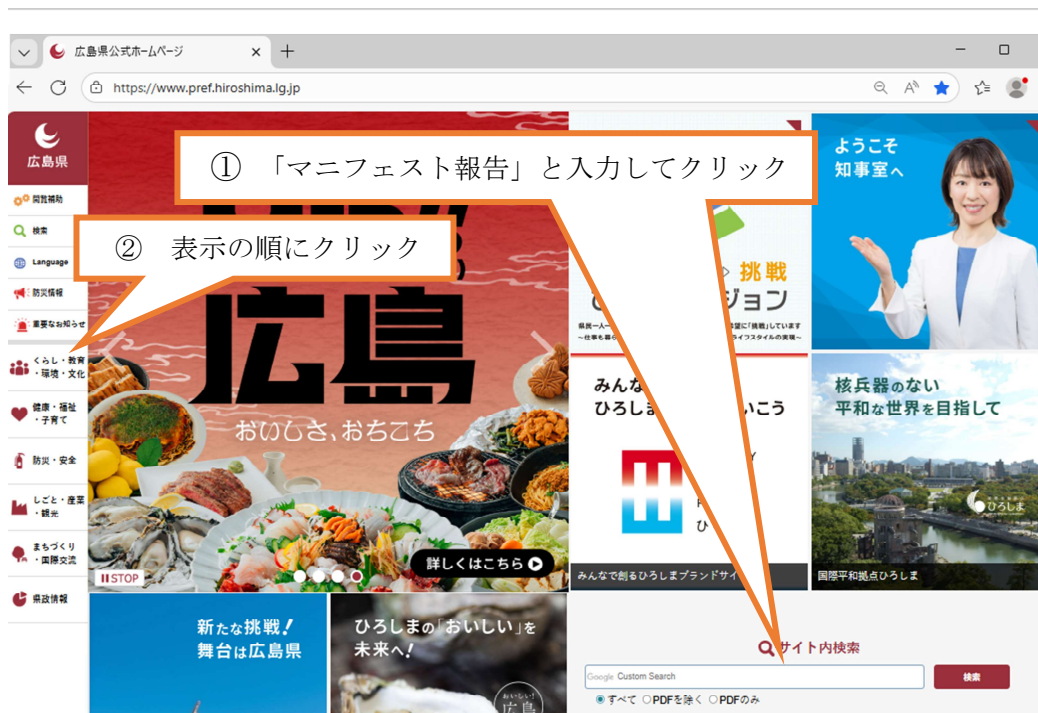 広島県公式ホームページ
https://www.pref.hiroshima.lg.jp
広島県
閲覧補助
検索
Language
防災情報
重要なお知らせ
くらし・教育
・環境・文化
健康・福祉
・子育て
防災・安全
しごと・産業
・観光
まちづくり
・国際交流
県政情報
① 「マニフェスト報告」と入力してクリック
② 表示の順にクリック
広島
おいしさ、おちこち
詳しくはこちら
STOP
挑戦
ビジョン
ようこそ
知事室へ
みんな
ひろしま
いこう
みんなで創るひろしまブランドサイ
核兵器のない
平和な世界を目指して
ひろしま
国際平和拠点ひろしま
新たな挑戦!
舞台は広島県
ひろしまの「おいしい」を
未来へ!
おいしい!
広島
サイト内検索
Google Custom Search
検索
すべて PDFを除く PDFのみ